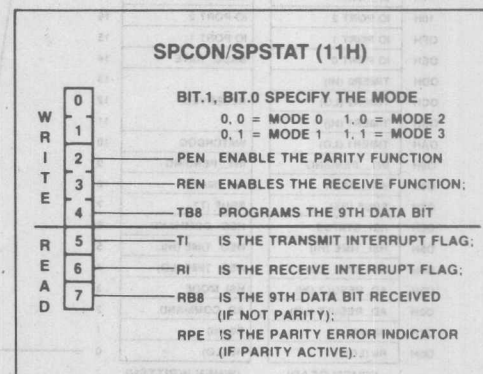 SPCON/SPSTAT (11H)
WRITE
READ
0
1
2
3
4
5
6
7
BIT.1, BIT.0 SPECIFY THE MODE
0, 0 = MODE 0 1, 0 = MODE 2
0, 1 = MODE 1 1, 1 = MODE 3
PEN ENABLE THE PARITY FUNCTION
REN ENABLES THE RECEIVE FUNCTION;
TB8 PROGRAMS THE 9TH DATA BIT
TI IS THE TRANSMIT INTERRUPT FLAG;
RI IS THE RECEIVE INTERRUPT FLAG;
RB8 IS THE 9TH DATA BIT RECEIVED
(IF NOT PARITY);
RPE IS THE PARITY ERROR INDICATOR
(IF PARITY ACTIVE).